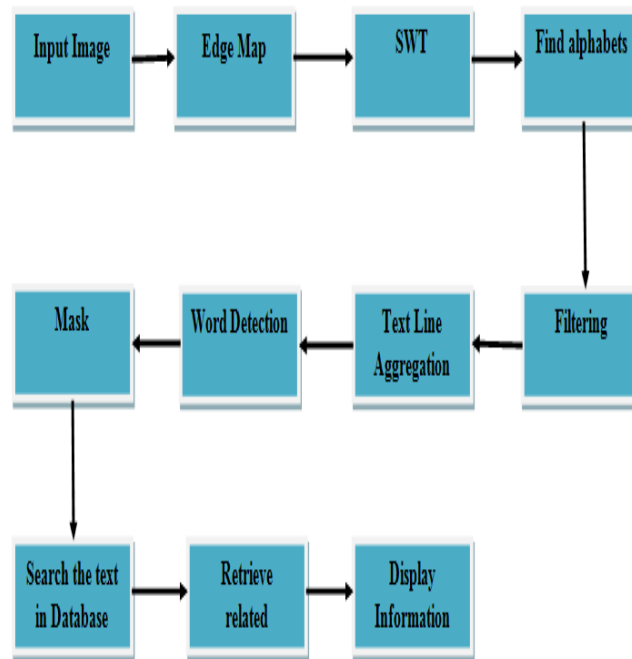 Input Image
Edge Map
SWT
Find alphabets
Filtering
Text Line
Aggregation
Word Detection
Mask
Search the text
in Database
Retrieve
related
Display
Information